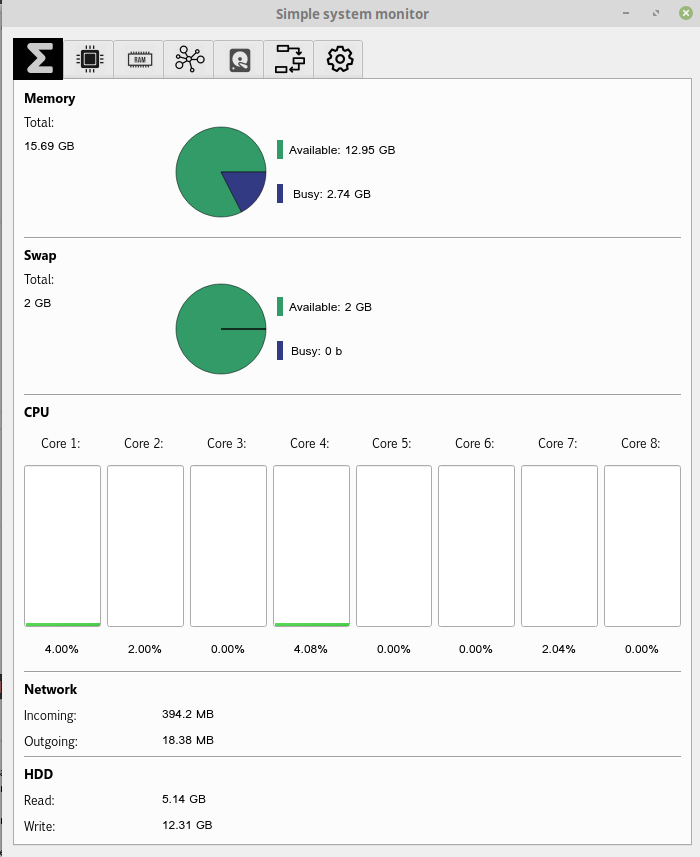 Simple system monitor
RAM
Memory
Total:
15.69 GB
Available: 12.95 GB
Busy: 2.74 GB
Swap
Total:
2 GB
Available: 2 GB
Busy: 0 b
CPU
Core 1: Core 2: Core 3: Core 4: Core 5: Core 6: Core 7: Core 8:
4.00% 2.00% 0.00% 4.08% 0.00% 0.00% 2.04% 0.00%
Network
Incoming: 394.2 MB
Outgoing: 18.38 MB
HDD
Read: 5.14 GB
Write: 12.31 GB